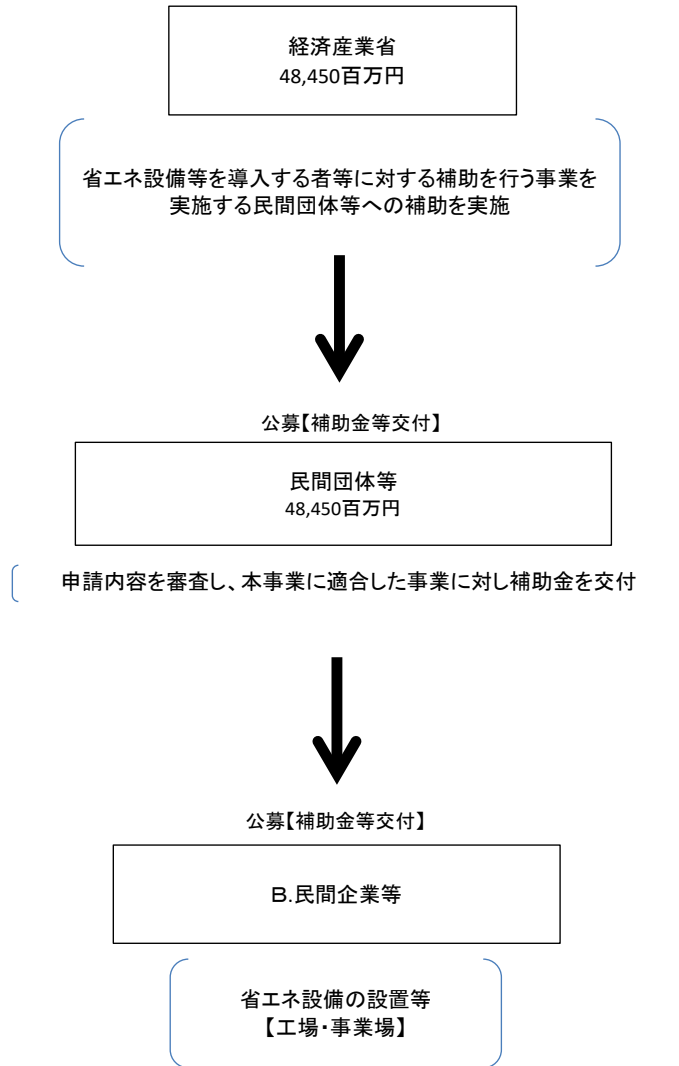 経済産業省
48,450百万円
省エネ設備等を導入する者等に対する補助を行う事業を
実施する民間団体等への補助を実施
公募【補助金等交付】
民間団体等
48,450百万円
申請内容を審査し、本事業に適合した事業に対し補助金を交付
公募【補助金等交付】
Ｂ.民間企業等
省エネ設備の設置等
【工場・事業場】